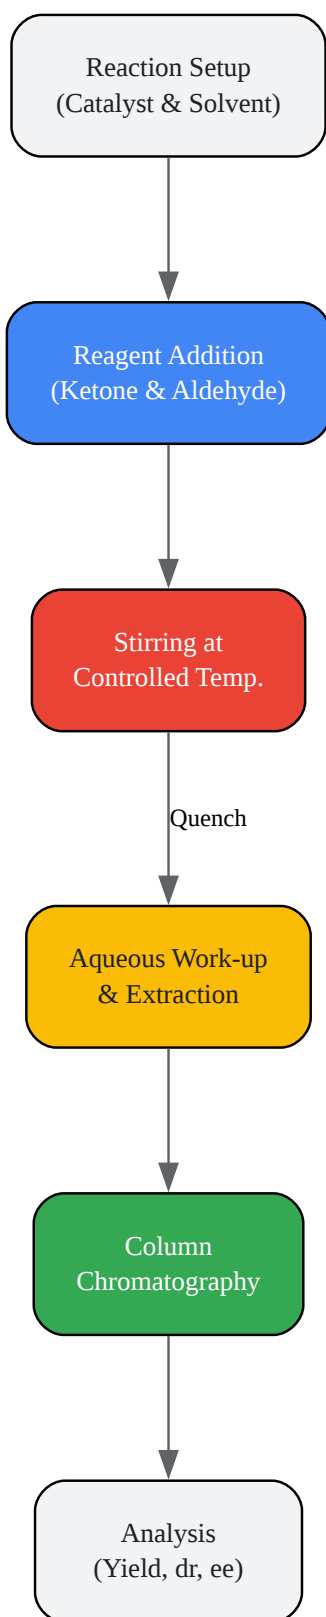 Reaction Setup
(Catalyst & Solvent)
Reagent Addition
(Ketone & Aldehyde)
Stirring at
Controlled Temp.
Quench
Aqueous Work-up
& Extraction
Column
Chromatography
Analysis
(Yield, dr, ee)